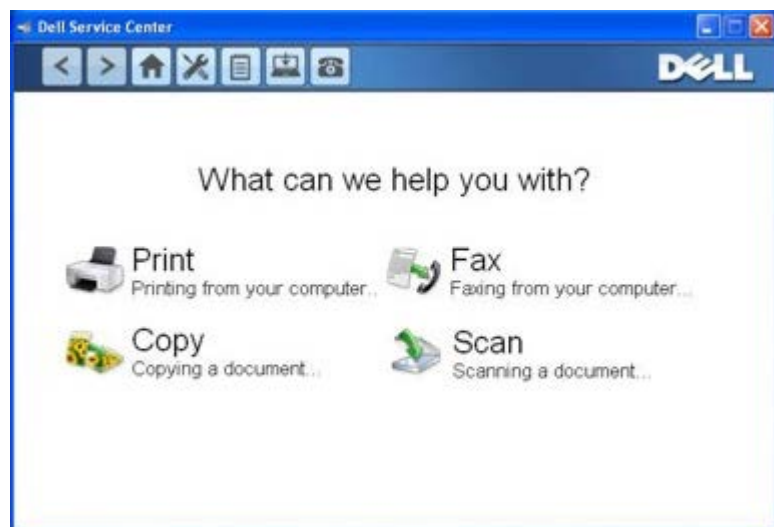 Dell Service Center
DELL
What can we help you with?
Print
Printing from your computer..
Fax
Faxing from your computer...
Copy
Copying a document...
Scan
Scanning a document...